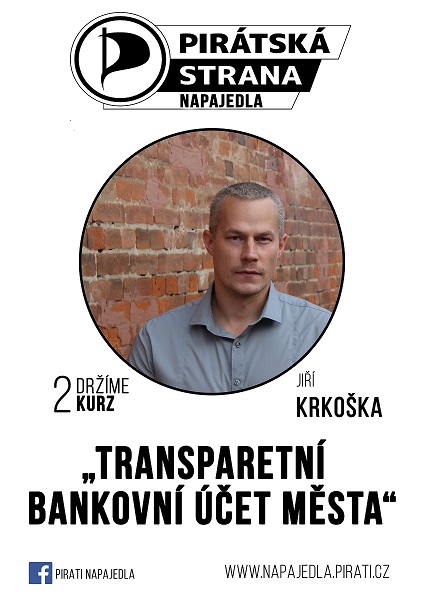 PIRÁTSKÁ
STRANA
NAPAJEDLA
2 DRŽÍME
KURZ
JIŘÍ
KRKOŠKA
„TRANSPARETNÍ
BANKOVNÍ ÚČET MĚSTA“
PIRATI NAPAJEDLA
WWW.NAPAJEDLA.PIRATI.CZ